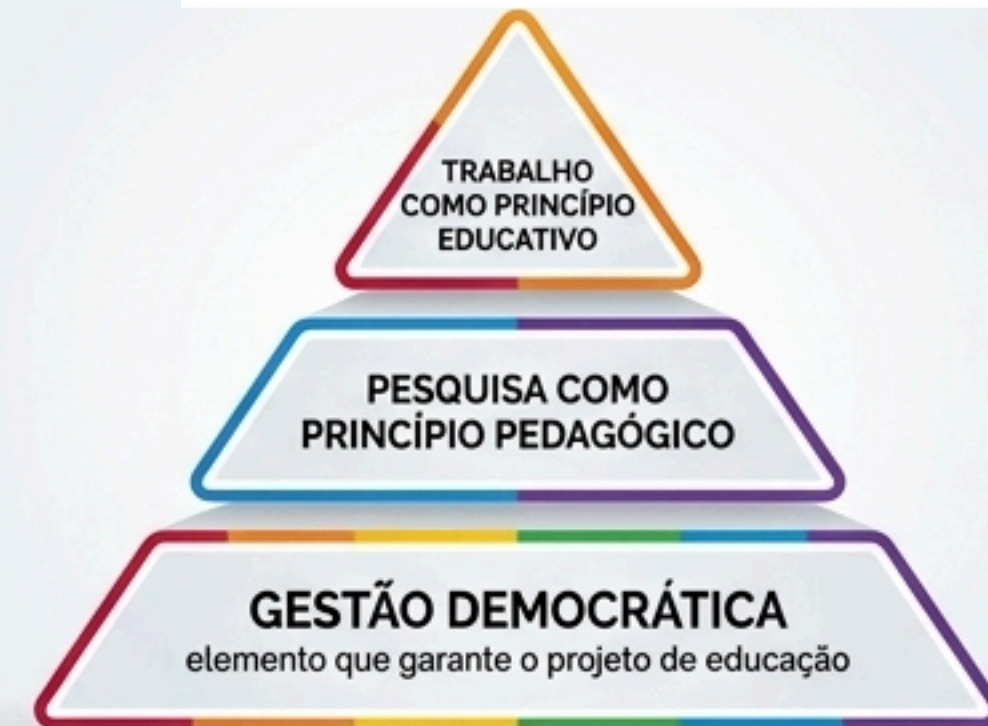 TRABALHO
COMO PRINCÍPIO
EDUCATIVO
PESQUISA COMO
PRINCÍPIO PEDAGÓGICO
GESTÃO DEMOCRÁTICA
elemento que garante o projeto de educação